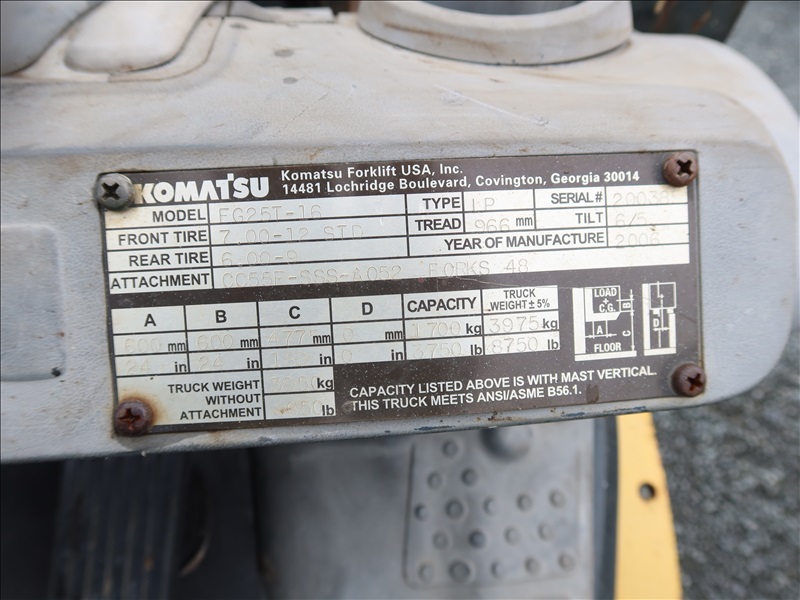 KOMATSU Komatsu Forklift USA, Inc.
14481 Lochridge Boulevard, Covington, Georgia 30014
MODEL FG25T-16 TYPE LP SERIAL#
FRONT TIRE 7.00-12 STD TREAD 966 mm TILT 6/5
REAR TIRE 6.00-9 YEAR OF MANUFACTURE 2006
ATTACHMENT FORKS 48
A B C D CAPACITY TRUCK WEIGHT ± 5%
600 mm 600 mm mm 0 mm 1700 kg 3975 kg
24 in 24 in in 0 in 3750 lb 8750 lb
TRUCK WEIGHT WITHOUT ATTACHMENT kg lb
LOAD C.G. B A C FLOOR D
CAPACITY LISTED ABOVE IS WITH MAST VERTICAL.
THIS TRUCK MEETS ANSI/ASME B56.1.